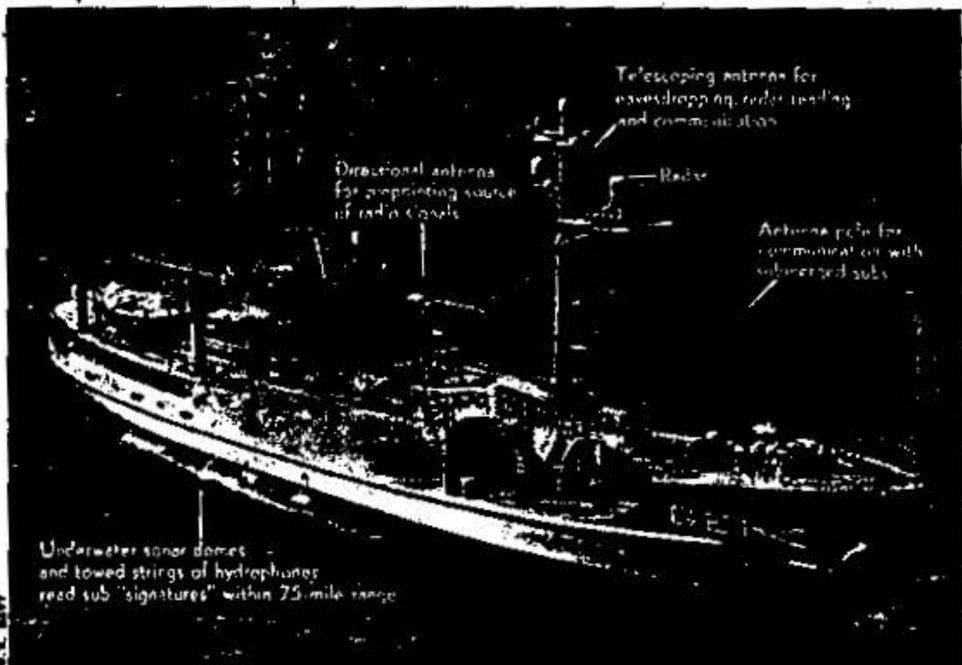 Telescoping antenna for
eavesdropping, radar reading
and communication
Directional antenna
for pinpointing source
of radio signals
Radar
Antenna pole for
communication with
submerged subs
Underwater sonar domes
and towed strings of hydrophones
read sub "signatures" within 75-mile range